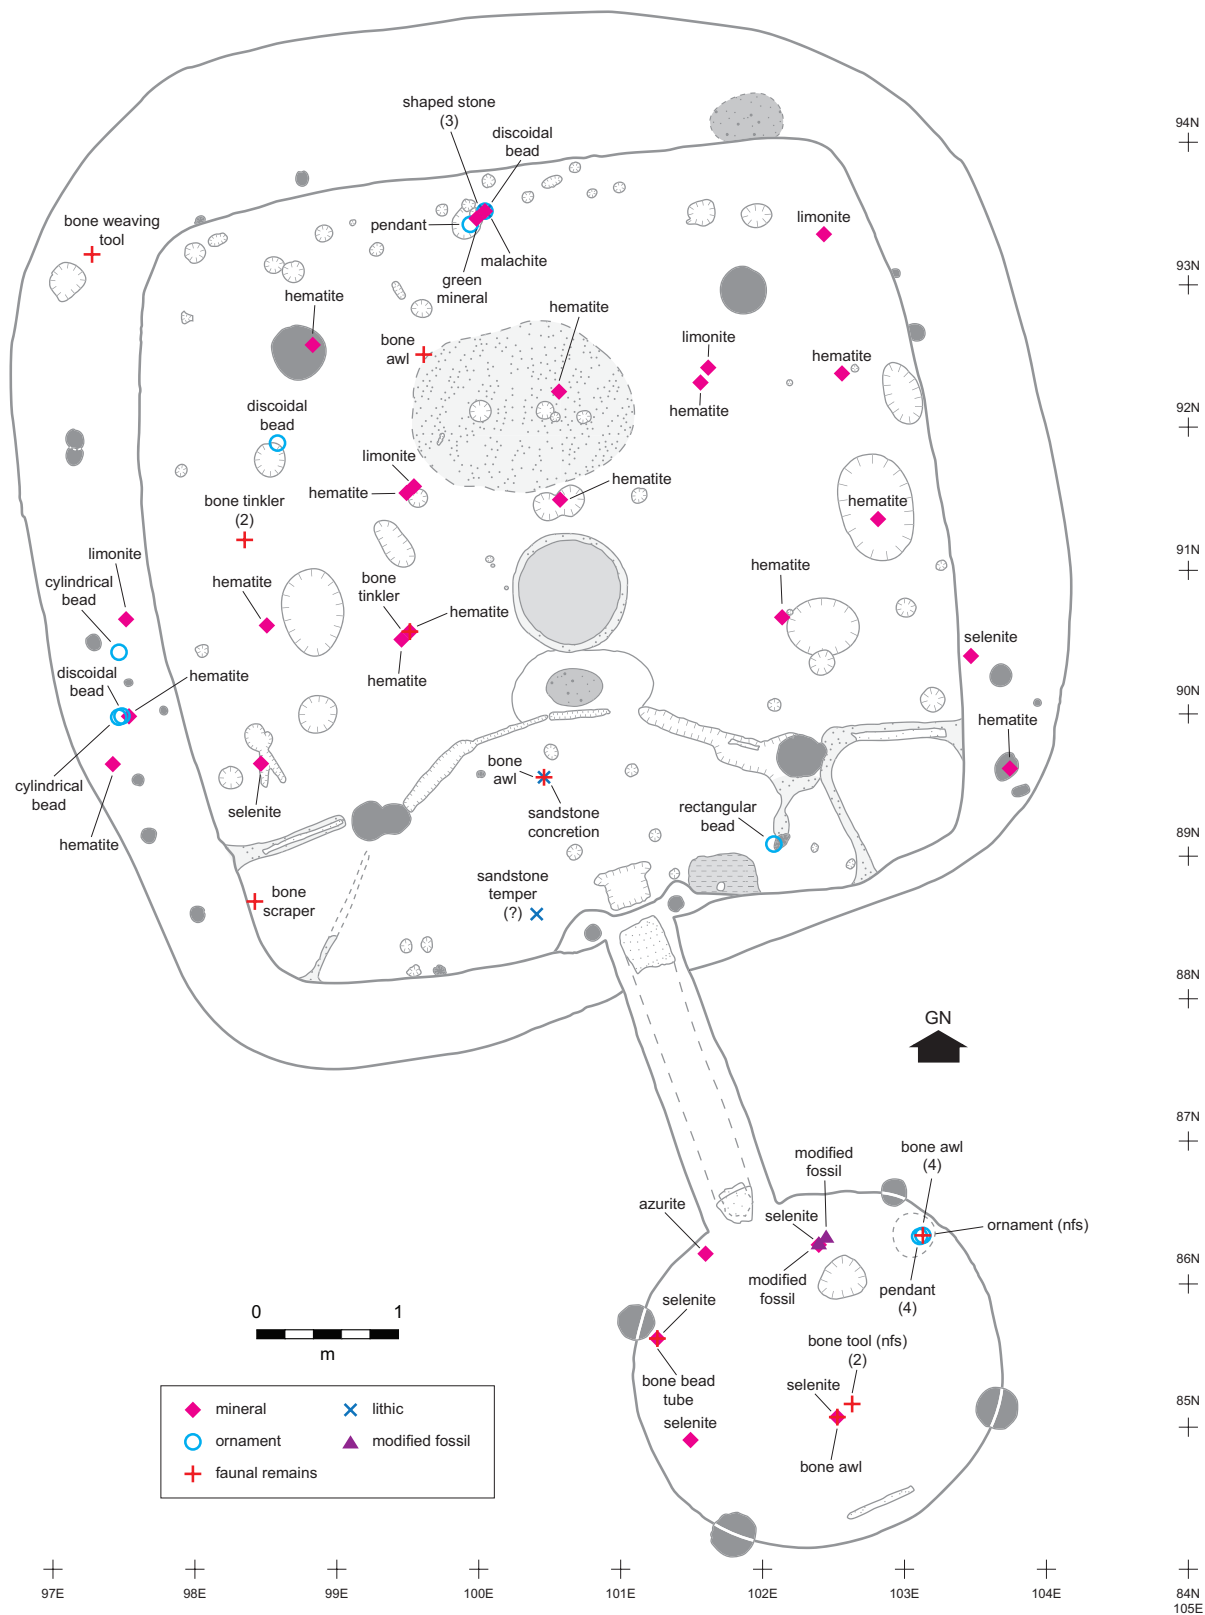 shaped stone
(3)
discoidal
bead
94N
bone weaving
tool
pendant
limonite
malachite
green
mineral
93N
hematite
hematite
bone
awl
limonite
hematite
hematite
discoidal
bead
92N
limonite
hematite
hematite
hematite
bone tinkler
(2)
limonite
91N
cylindrical
bead
hematite
bone
tinkler
hematite
hematite
selenite
discoidal
bead
hematite
hematite
90N
hematite
bone
awl
cylindrical
bead
selenite
sandstone
concretion
rectangular
bead
hematite
89N
bone
scraper
sandstone
temper
(?)
88N
GN
87N
modified
fossil
bone awl
(4)
azurite
selenite
ornament (nfs)
86N
modified
fossil
pendant
(4)
0
1
m
selenite
bone tool (nfs)
(2)
bone bead
tube
selenite
selenite
85N
bone awl
mineral
lithic
ornament
modified fossil
faunal remains
97E
98E
99E
100E
101E
102E
103E
104E
84N
105E